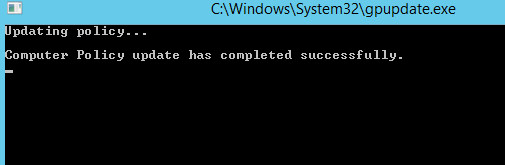 C:\Windows\System32\gpupdate.exe
Updating policy...
Computer Policy update has completed successfully.